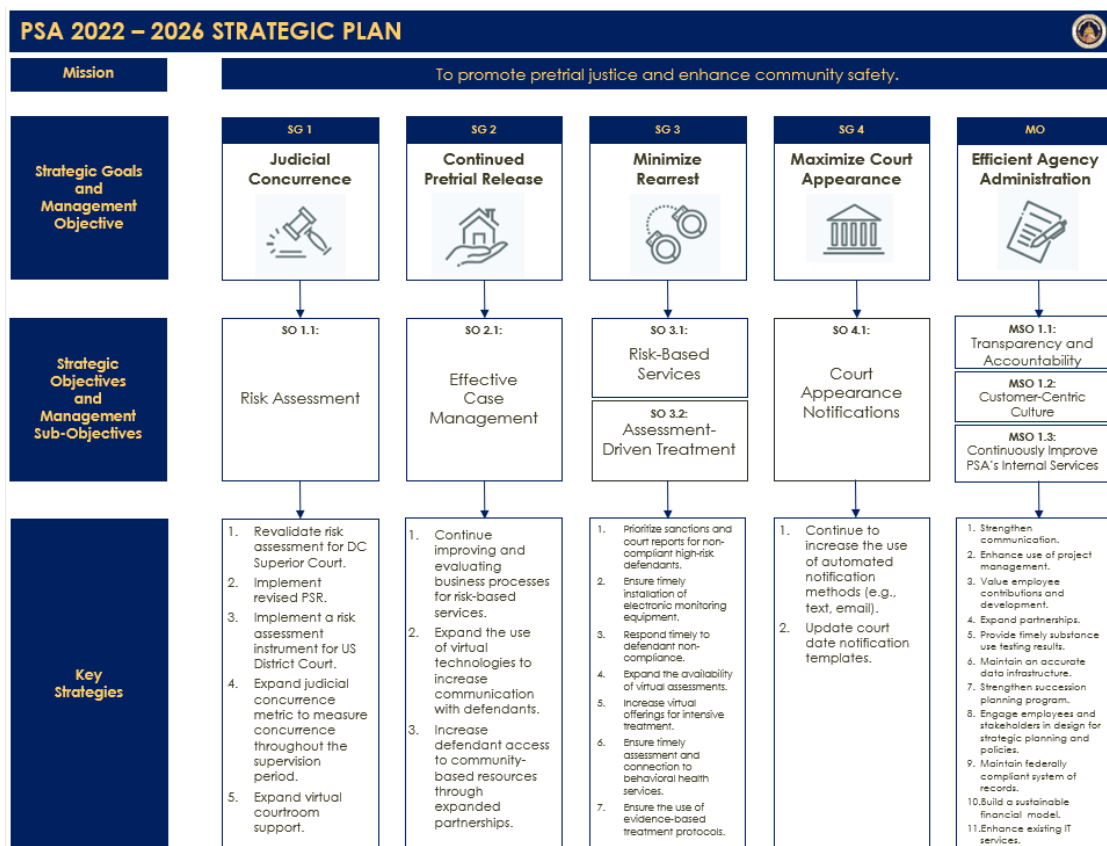 PSA 2022 – 2026 STRATEGIC PLAN
Mission
To promote pretrial justice and enhance community safety.
Strategic Goals
and
Management
Objective
SG 1
Judicial
Concurrence
SG 2
Continued
Pretrial Release
SG 3
Minimize
Rearrest
SG 4
Maximize Court
Appearance
MO
Efficient Agency
Administration
Strategic
Objectives
and
Management
Sub-Objectives
SO 1.1:
Risk Assessment
SO 2.1:
Effective
Case
Management
SO 3.1:
Risk-Based
Services
SO 3.2:
Assessment-
Driven Treatment
SO 4.1:
Court
Appearance
Notifications
MSO 1.1:
Transparency and
Accountability
MSO 1.2:
Customer-Centric
Culture
MSO 1.3:
Continuously Improve
PSA's Internal Services
Key
Strategies
1. Revalidate risk
assessment for DC
Superior Court.
2. Implement
revised PSR.
3. Implement a risk
assessment
instrument for US
District Court.
4. Expand judicial
concurrence
metric to measure
concurrence
throughout the
supervision
period.
5. Expand virtual
courtroom
support.
1. Continue
improving and
evaluating
business processes
for risk-based
services.
2. Expand the use
of virtual
technologies to
increase
communication
with defendants.
3. Increase
defendant access
to community-
based resources
through
expanded
partnerships.
1. Prioritize sanctions and
court reports for non-
compliant high-risk
defendants.
2. Ensure timely
installation of
electronic monitoring
equipment.
3. Respond timely to
defendant non-
compliance.
4. Expand the availability
of virtual assessments.
5. Increase virtual
offerings for intensive
treatment.
6. Ensure timely
assessment and
connection to
behavioral health
services.
7. Ensure the use of
evidence-based
treatment protocols.
1. Continue to
increase the use
of automated
notification
methods (e.g.,
text, email).
2. Update court
date notification
templates.
1. Strengthen
communication.
2. Enhance use of project
management.
3. Value employee
contributions and
development.
4. Expand partnerships.
5. Provide timely substance
use testing results.
6. Maintain an accurate
data infrastructure.
7. Strengthen succession
planning program.
8. Engage employees and
stakeholders in design for
strategic planning and
policies.
9. Maintain federally
compliant system of
records.
10.Build a sustainable
financial model.
11.Enhance existing IT
services.